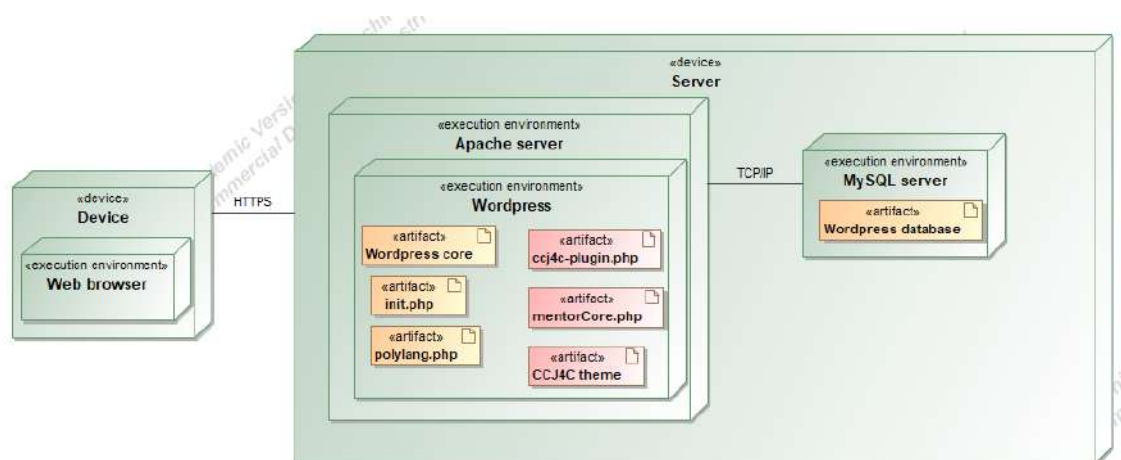 «device»
Server
«execution environment»
Apache server
«execution environment»
Wordpress
«artifact»
Wordpress core
«artifact»
init.php
«artifact»
polylang.php
«artifact»
ccj4c-plugin.php
«artifact»
mentorCore.php
«artifact»
CCJ4C theme
TCP/IP
«execution environment»
MySQL server
«artifact»
Wordpress database
«device»
Device
HTTPS
«execution environment»
Web browser